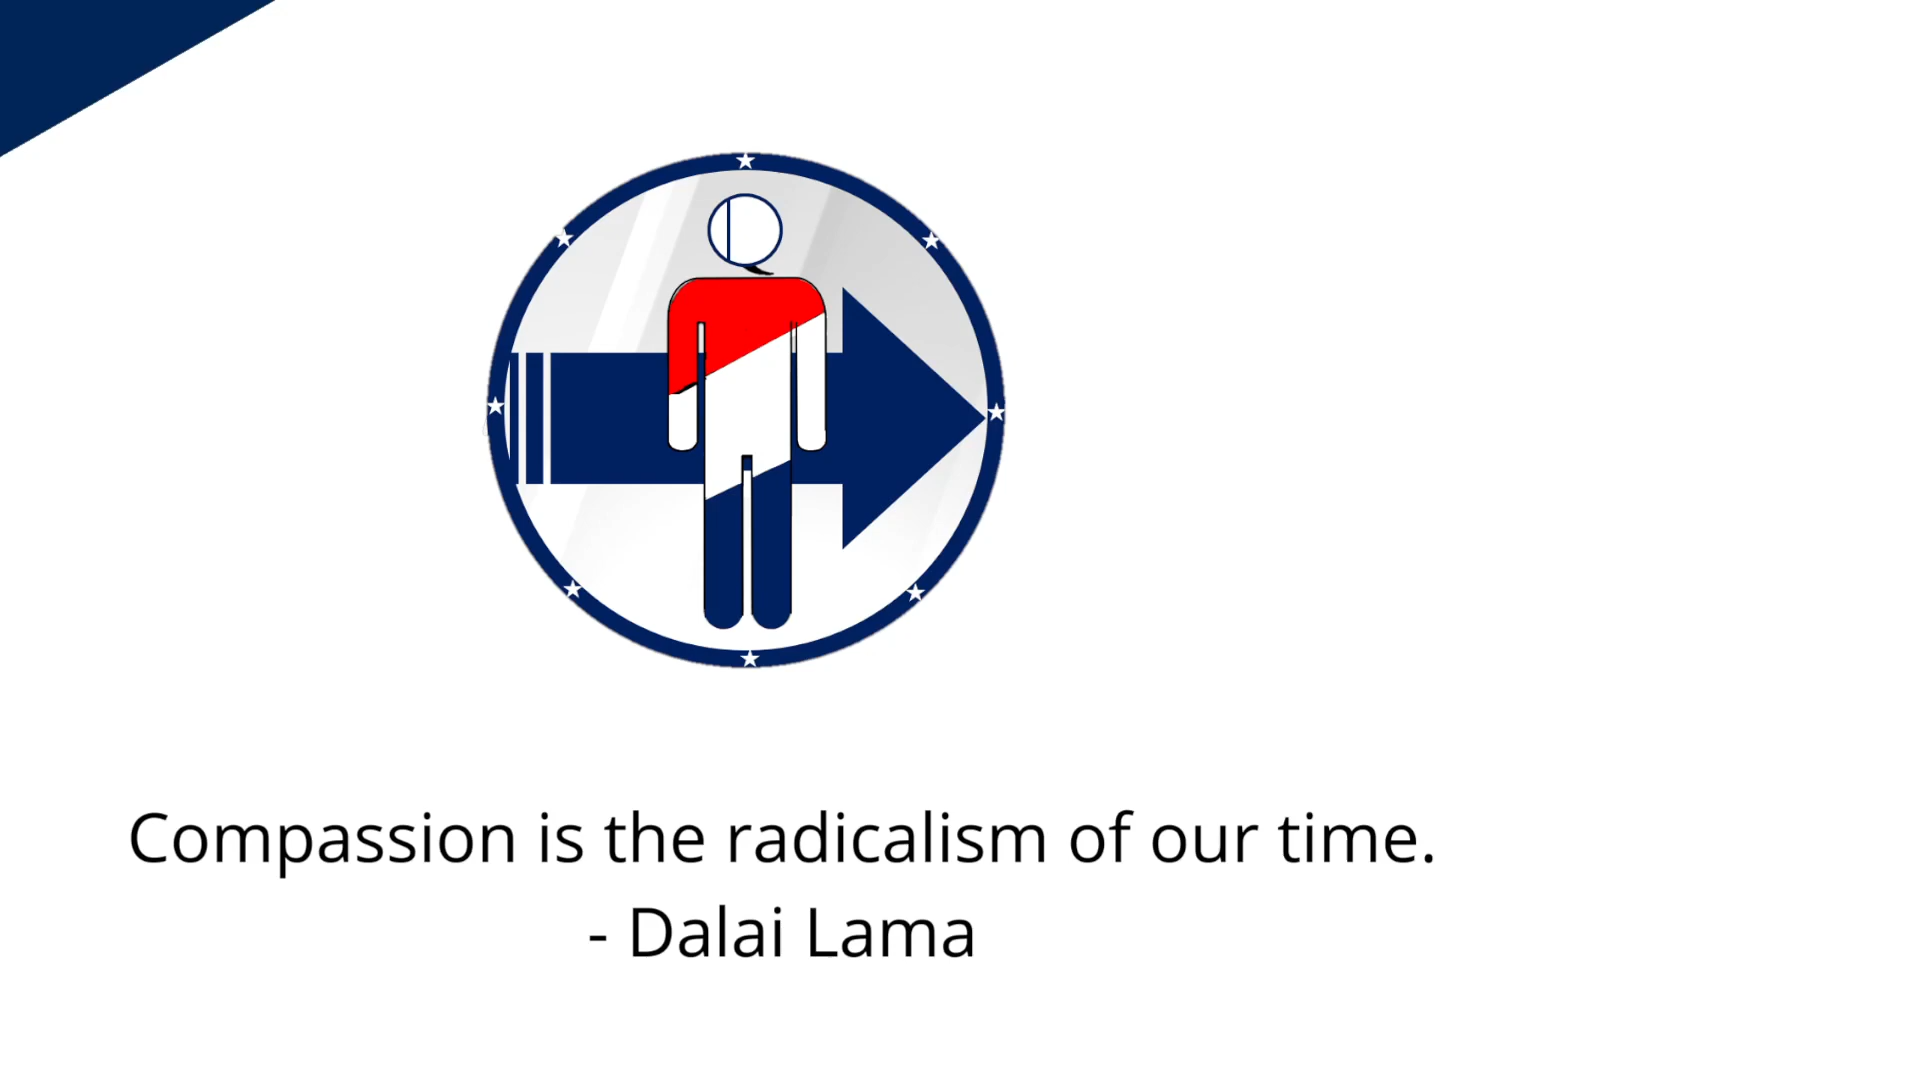 Compassion is the radicalism of our time.
- Dalai Lama